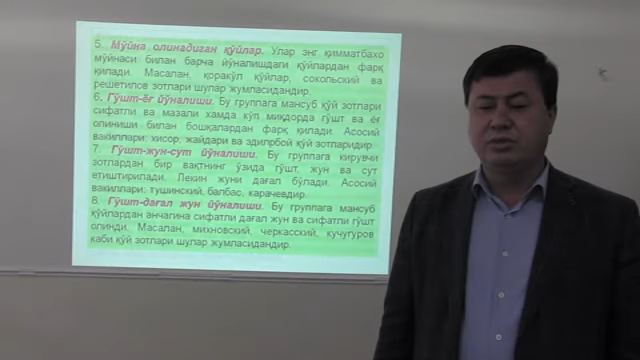 5. Мўйна олинадиган қўйлар. Улар энг қимматбахо
мўйнаси билан барча йўналишдаги қўйлардан фарқ
қилади. Масалан, қоракўл қўйлар, сокольский ва
решетилов зотлари шулар жумласидандир.
6. Гўшт-ёғ йўналиши. Бу группага мансуб қўй зотлари
сифатли ва мазали хамда кўп миқдорда гўшт ва ёғ
олиниши билан бошқалардан фарқ қилади. Асосий
вакиллари: хисор, жайдари ва эдилрбой қўй зотларидир.
7. Гўшт-жун-сут йўналиши. Бу группага кирувчи
зотлардан бир вақтнинг ўзида гўшт, жун ва сут
етиштирилади. Лекин жуни дағал бўлади. Асосий
вакиллари: тушинский, балбас, карачевдир.
8. Гўшт-дағал жун йўналиши. Бу группага мансуб
қўйлардан анчагина сифатли дағал жун ва сифатли гўшт
олинди. Масалан, михновский, черкасский, кучугуров
каби қўй зотлари шулар жумласидандир.